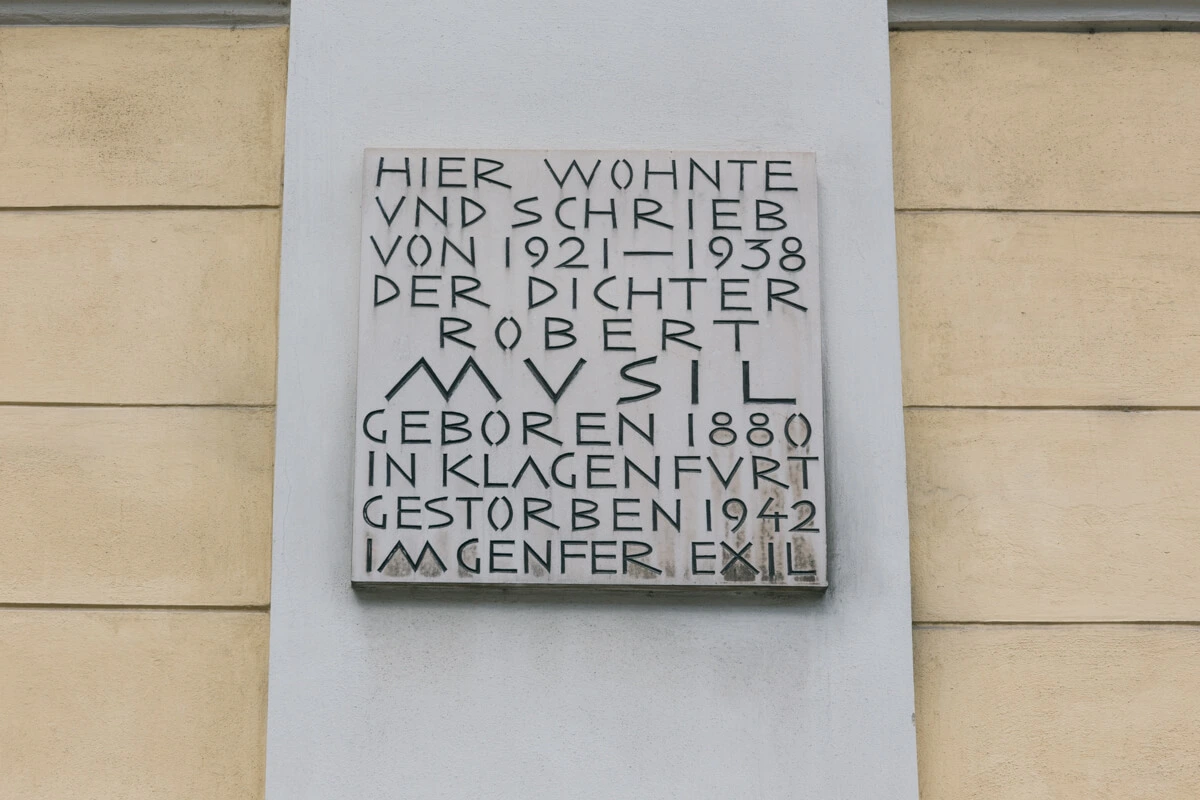 HIER WOHNTE
VND SCHRIEB
VON 1921 — 1938
DER DICHTER
ROBERT
MVSIL
GEBOREN 1880
IN KLAGENFVRT
GESTORBEN 1942
IM GENFER EXIL